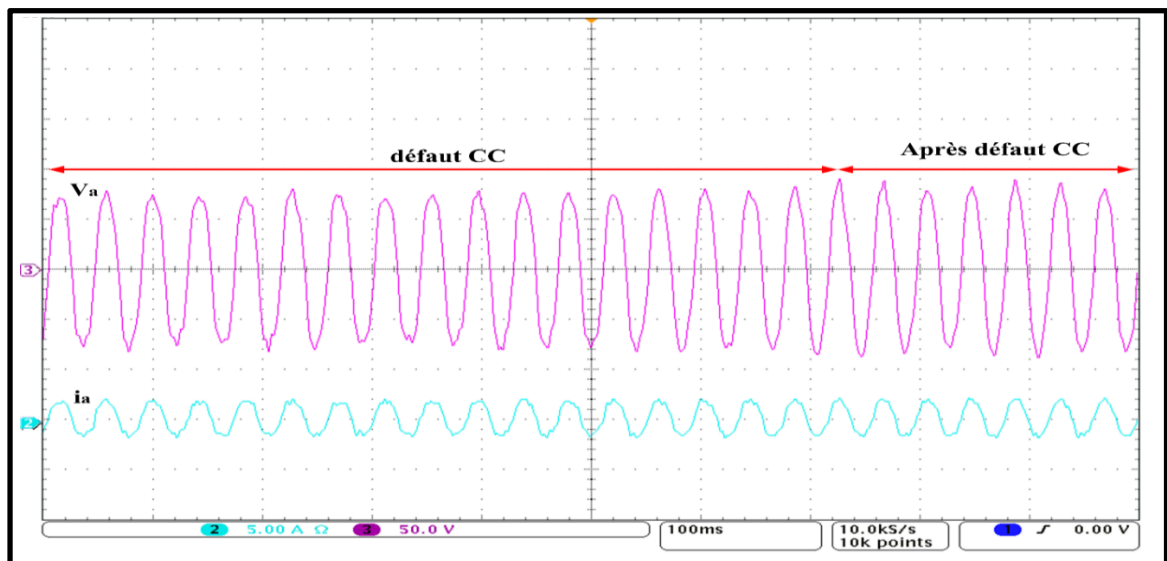 défaut CC
Après défaut CC
Va
3
ia
2
2 5.00 A Ω 3 50.0 V
100ms
10.0kS/s
10k points
1 0.00 V